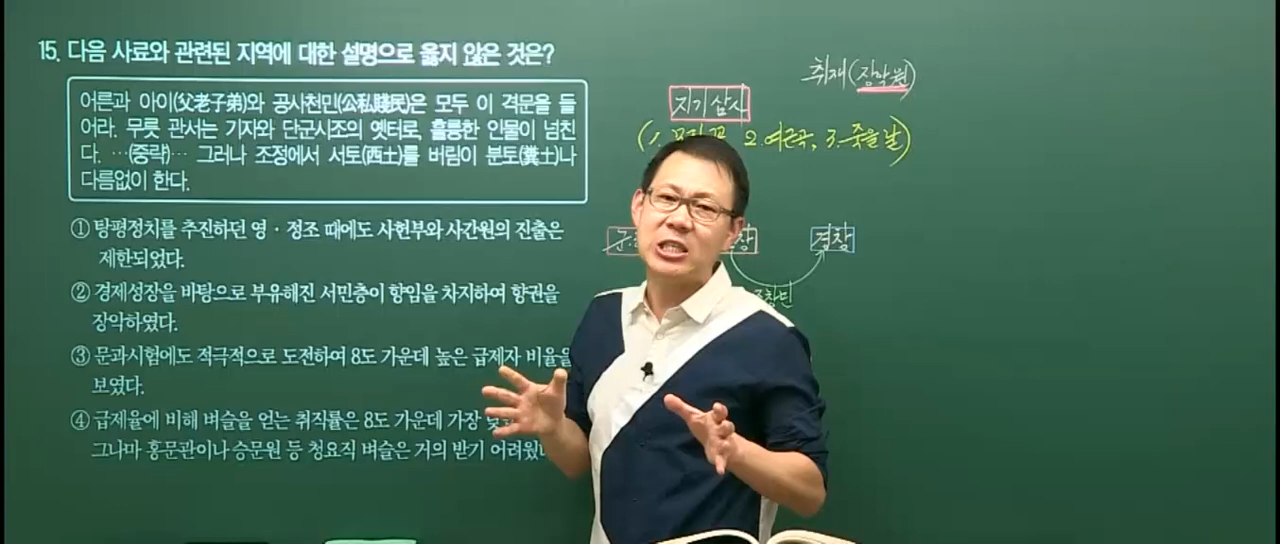 15. 다음 사료와 관련된 지역에 대한 설명으로 옳지 않은 것은?
어른과 아이(父老子弟)와 공사천민(公私賤民)은 모두 이 격문을 들
어라. 무릇 관서는 기자와 단군시조의 옛터로, 훌륭한 인물이 넘친
다. …(중략)… 그러나 조정에서 서토(西土)를 버림이 분토(糞土)나
다름없이 한다.
① 탕평정치를 추진하던 영·정조 때에도 사헌부와 사간원의 진출은
제한되었다.
② 경제성장을 바탕으로 부유해진 서민층이 향임을 차지하여 향권을
장악하였다.
③ 문과시험에도 적극적으로 도전하여 8도 가운데 높은 급제자 비율을
보였다.
④ 급제율에 비해 벼슬을 얻는 취직률은 8도 가운데 가장
그나마 홍문관이나 승문원 등 청요직 벼슬은 거의 받기 어려웠
취재(장악원)
지기삼사
2. 여근곡, 3. 죽을 날)
경창